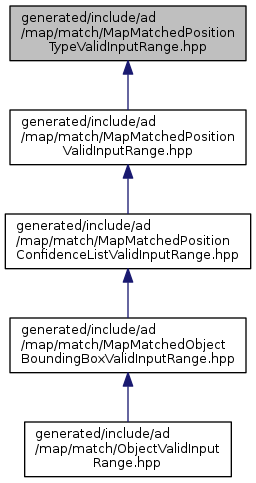 generated/include/ad
/map/match/MapMatchedPosition
TypeValidInputRange.hpp
generated/include/ad
/map/match/MapMatchedPosition
ValidInputRange.hpp
generated/include/ad
/map/match/MapMatchedPosition
ConfidenceListValidInputRange.hpp
generated/include/ad
/map/match/MapMatchedObject
BoundingBoxValidInputRange.hpp
generated/include/ad
/map/match/ObjectValidInput
Range.hpp